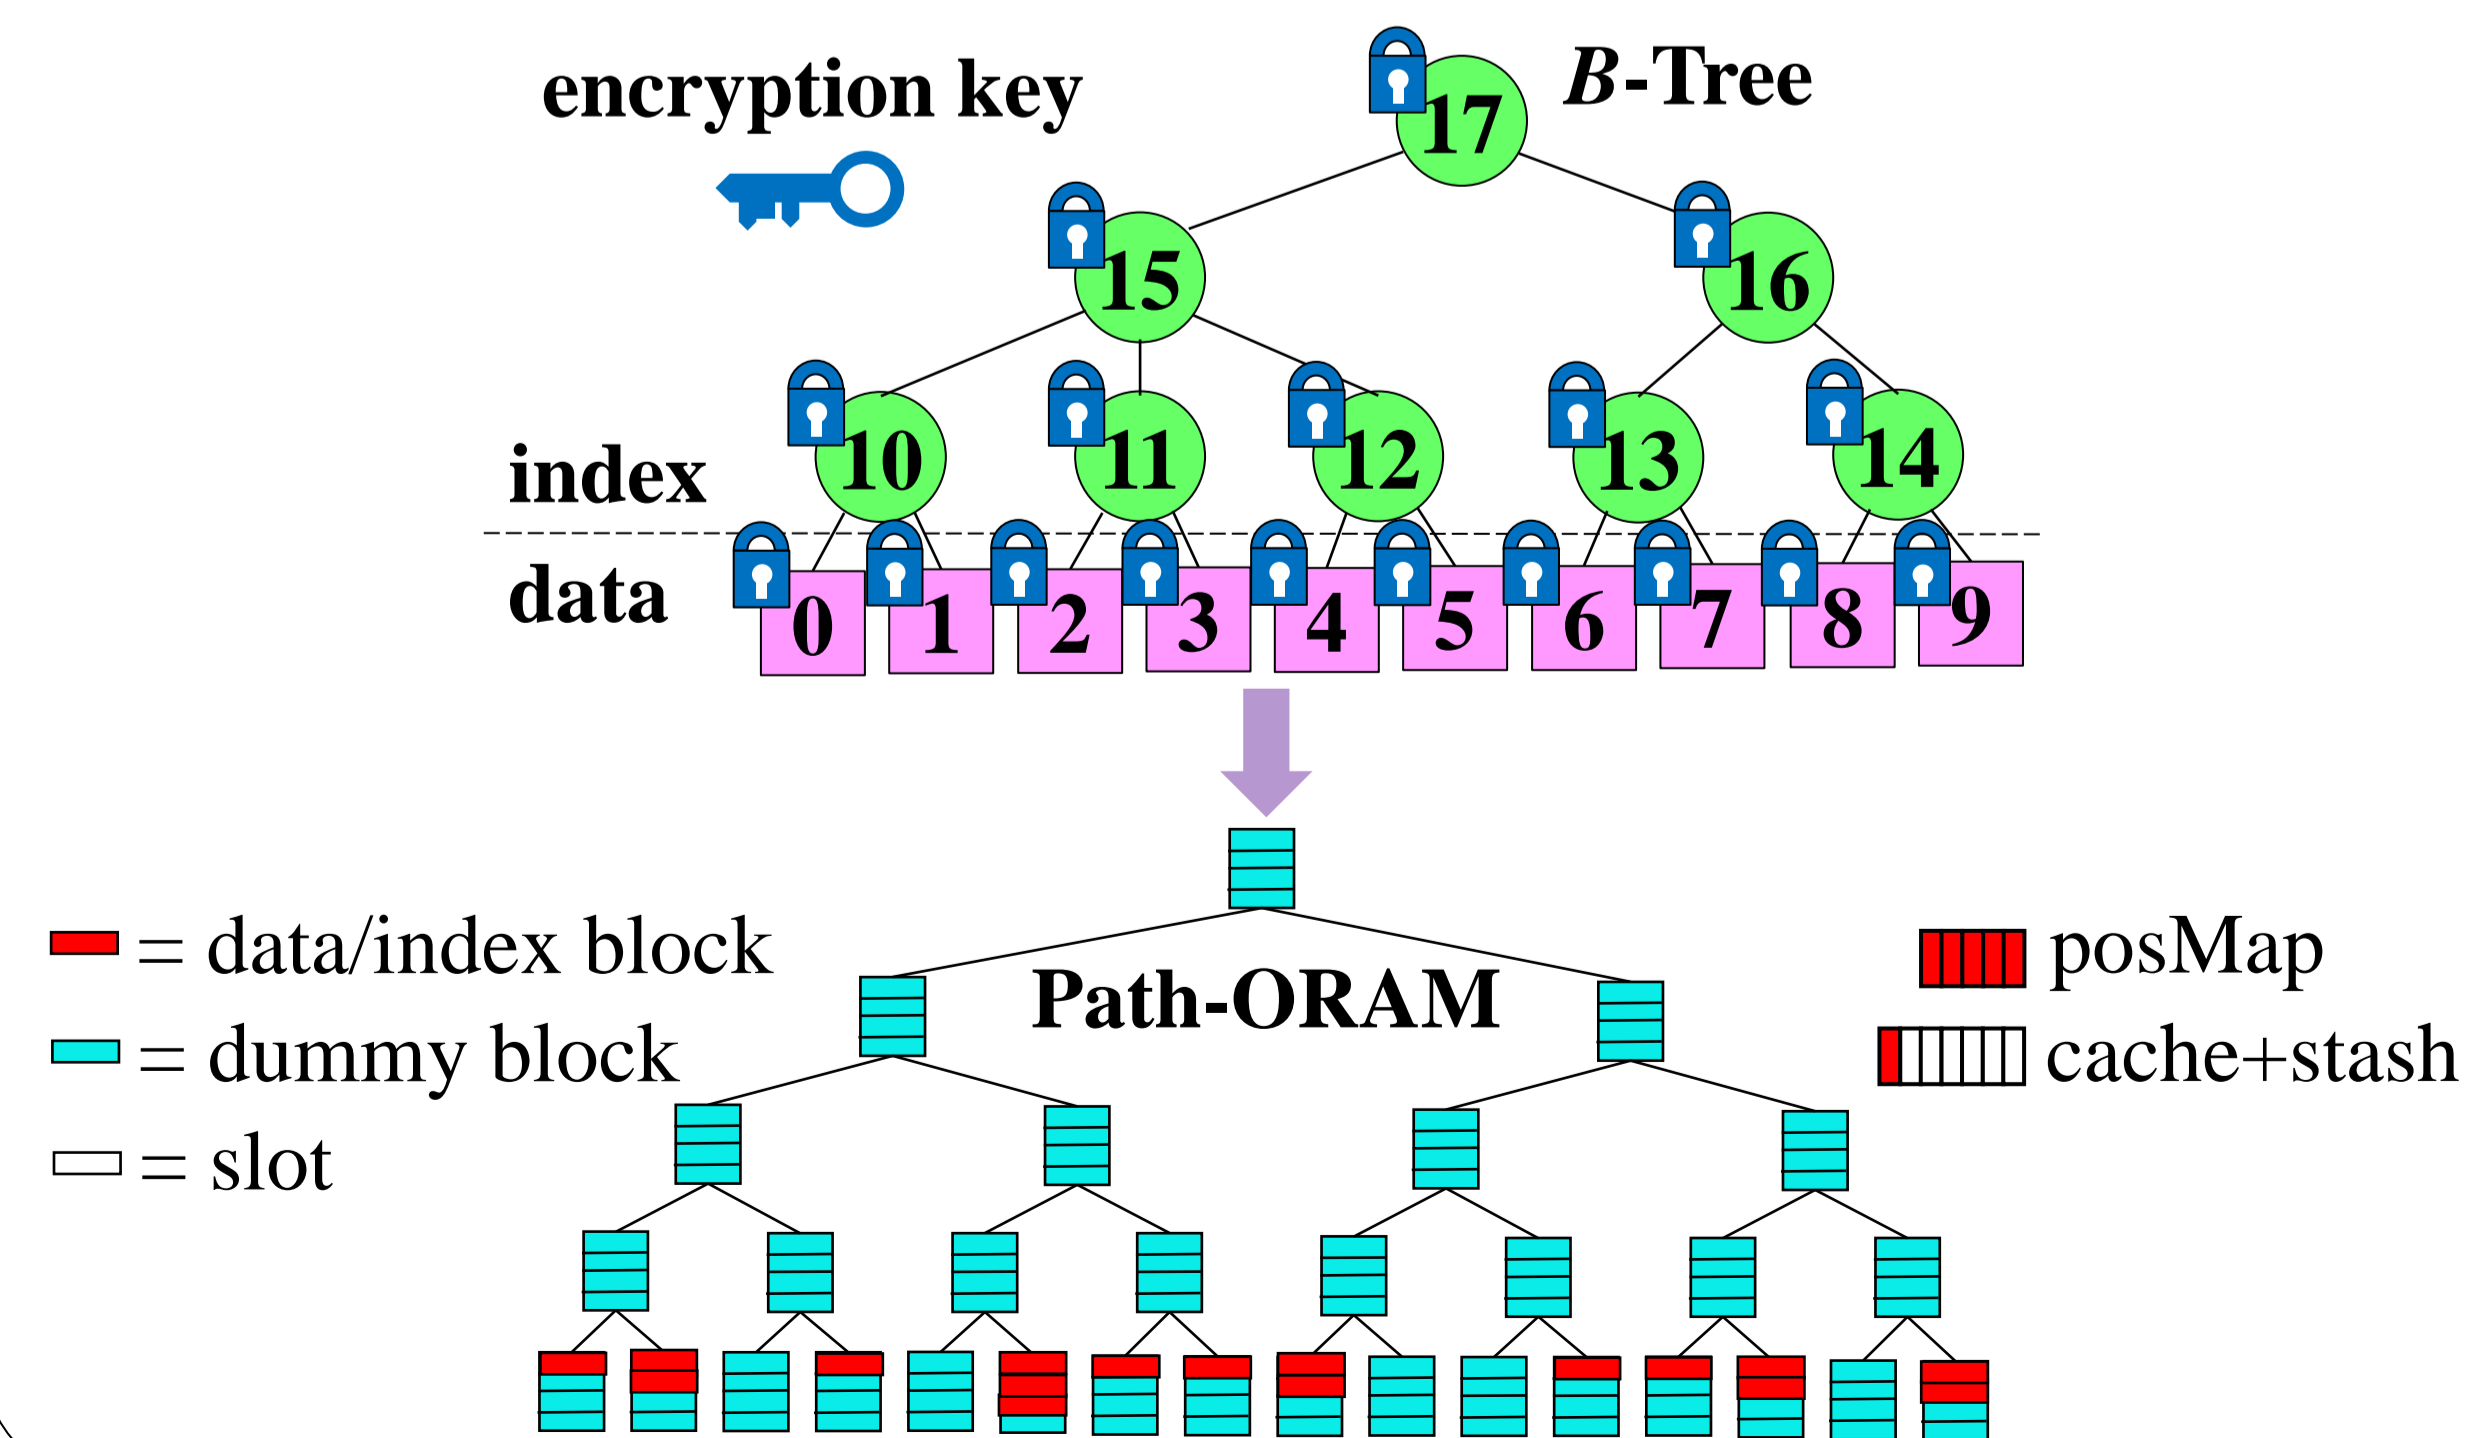 encryption key
B-Tree
17
15 16
10 11 12 13 14
index
data
0 1 2 3 4 5 6 7 8 9
= data/index block
= dummy block
= slot
Path-ORAM
posMap
cache+stash